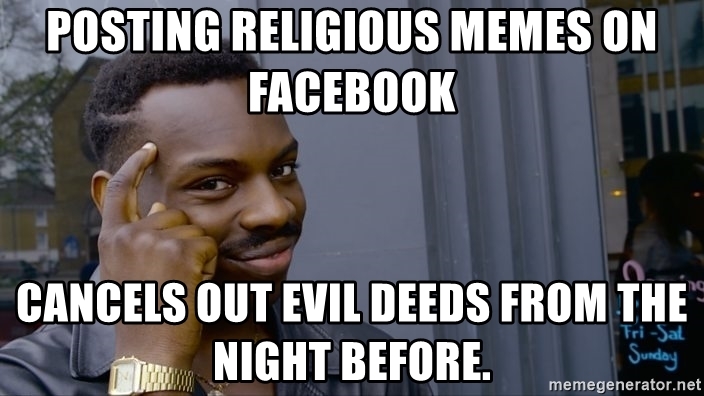 POSTING RELIGIOUS MEMES ON
FACEBOOK
CANCELS OUT EVIL DEEDS FROM THE
NIGHT BEFORE.
Fri-Sat
Sunday
memegenerator.net